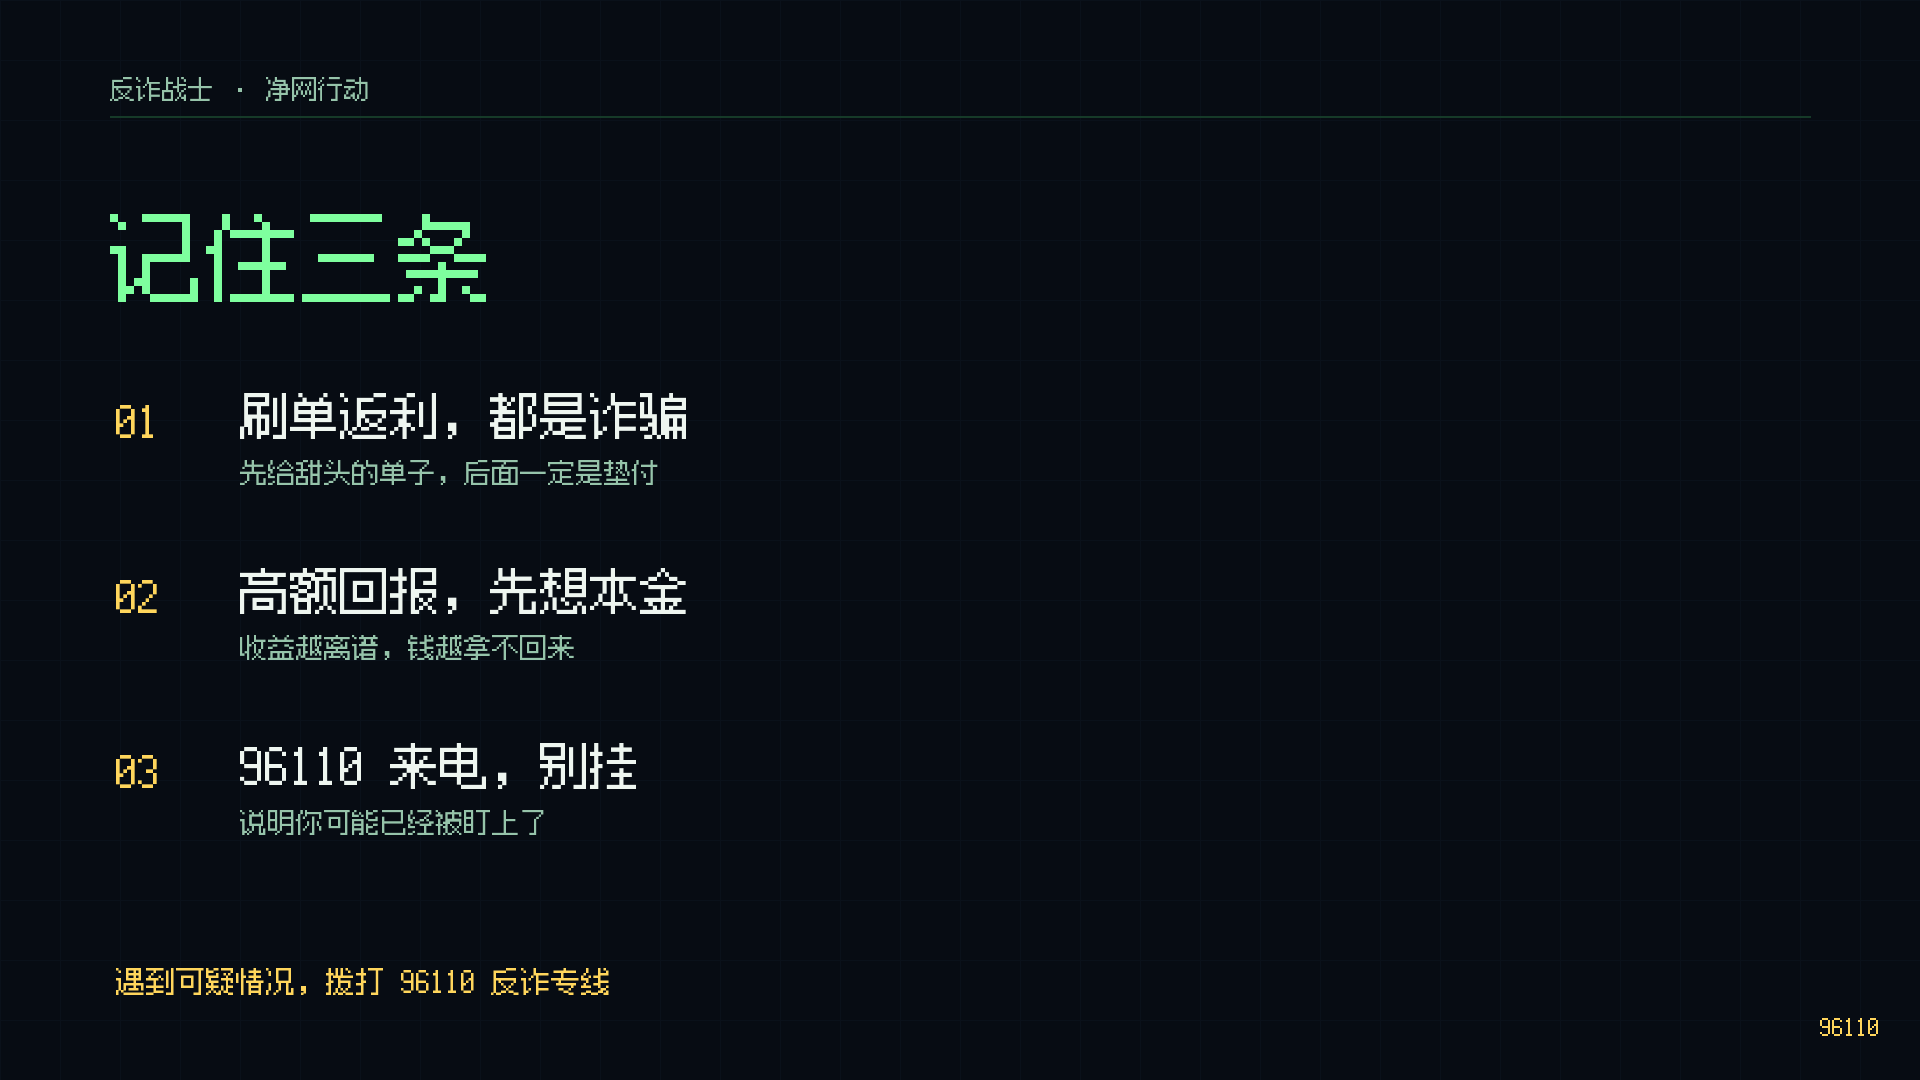 反诈战士 · 净网行动
记住三条
01 刷单返利，都是诈骗
先给甜头的单子，后面一定是垫付
02 高额回报，先想本金
收益越离谱，钱越拿不回来
03 96110 来电，别挂
说明你可能已经被盯上了
遇到可疑情况，拨打 96110 反诈专线
96110